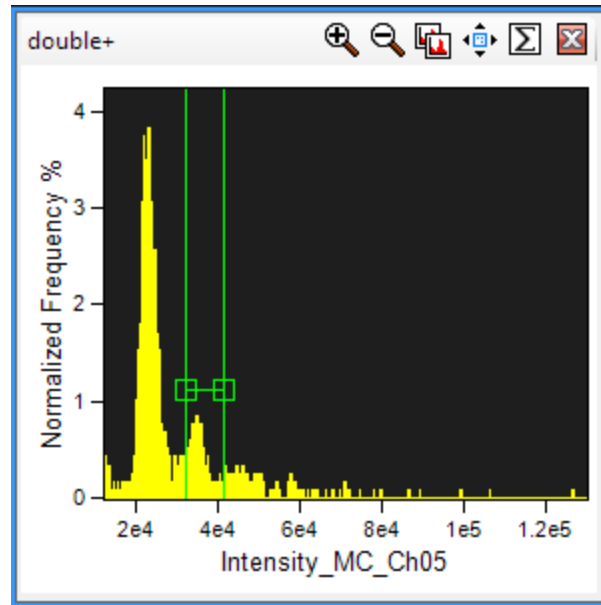 double+
Σ
Normalized Frequency %
4
3
2
1
0
2e4 4e4 6e4 8e4 1e5 1.2e5
Intensity_MC_Ch05